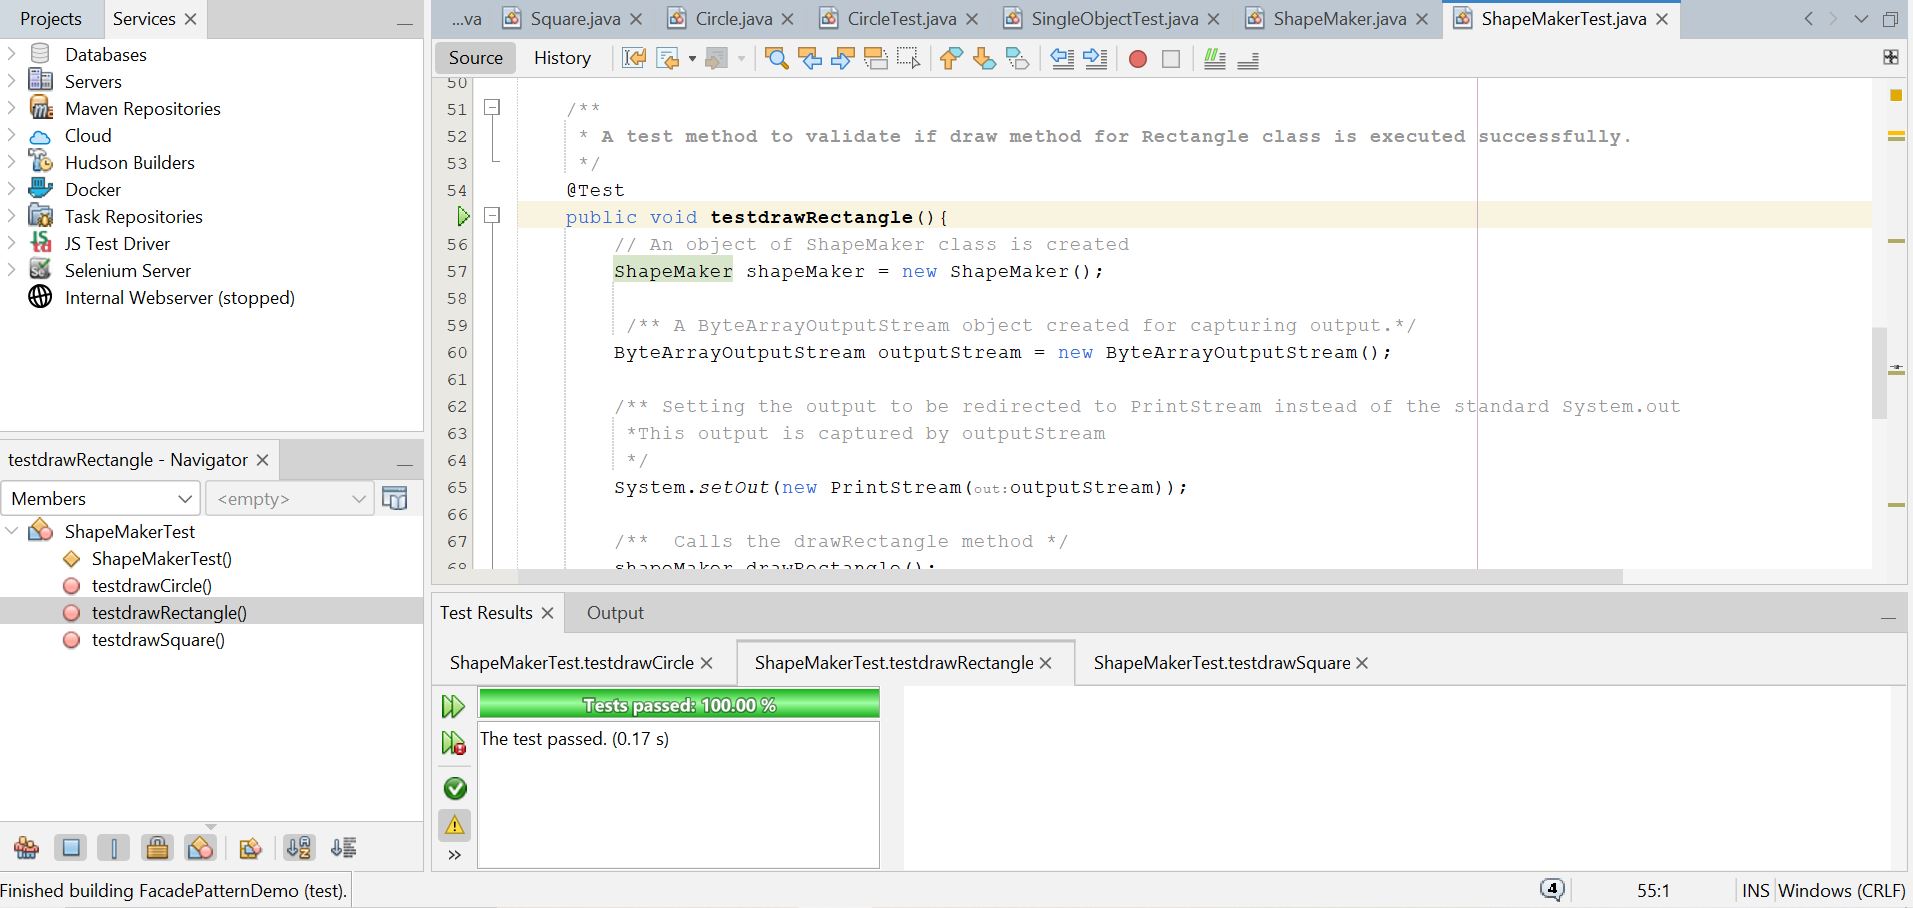 Projects Services
Databases
Servers
Maven Repositories
Cloud
Hudson Builders
Docker
Task Repositories
JS Test Driver
Selenium Server
Internal Webserver (stopped)
testdrawRectangle - Navigator
Members <empty>
ShapeMakerTest
ShapeMakerTest()
testdrawCircle()
testdrawRectangle()
testdrawSquare()
...va Square.java Circle.java CircleTest.java SingleObjectTest.java ShapeMaker.java ShapeMakerTest.java
Source History
50
51 /**
52 * A test method to validate if draw method for Rectangle class is executed successfully.
53 */
54 @Test
public void testdrawRectangle(){
56 // An object of ShapeMaker class is created
57 ShapeMaker shapeMaker = new ShapeMaker();
58
59 /** A ByteArrayOutputStream object created for capturing output.*/
60 ByteArrayOutputStream outputStream = new ByteArrayOutputStream();
61
62 /** Setting the output to be redirected to PrintStream instead of the standard System.out
63 *This output is captured by outputStream
64 */
65 System.setOut(new PrintStream(out:outputStream));
66
67 /** Calls the drawRectangle method */
68 shapeMaker.drawRectangle();
Test Results Output
ShapeMakerTest.testdrawCircle ShapeMakerTest.testdrawRectangle ShapeMakerTest.testdrawSquare
Tests passed: 100.00 %
The test passed. (0.17 s)
Finished building FacadePatternDemo (test).
4 55:1 INS Windows (CRLF)